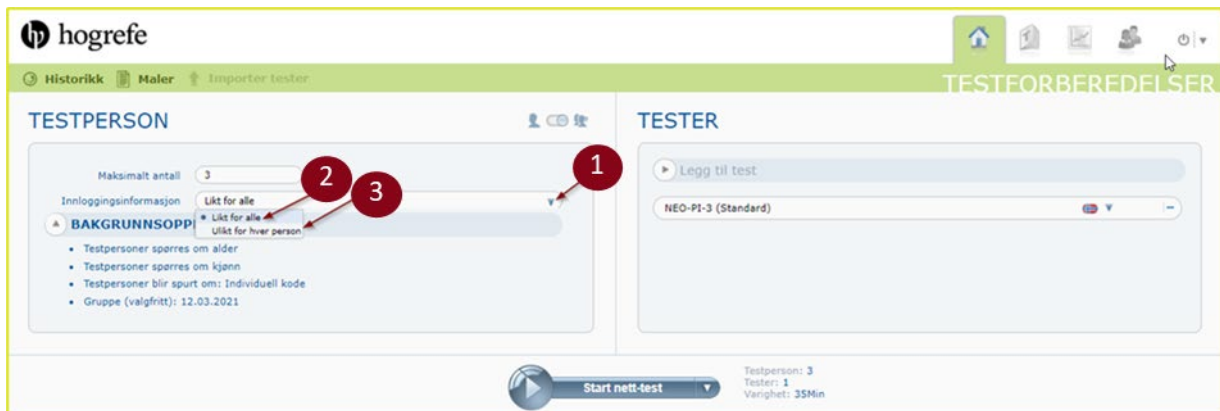 hogrefe
Historikk Maler Importer tester
TESTFORBEREDELSER
TESTPERSON
Maksimalt antall 3
Innloggingsinformasjon Likt for alle
Likt for alle
Ulikt for hver person
BAKGRUNNSOPP
• Testpersoner spørres om alder
• Testpersoner spørres om kjønn
• Testpersoner blir spurt om: Individuell kode
• Gruppe (valgfritt): 12.03.2021
1
2
3
TESTER
Legg til test
NEO-PI-3 (Standard)
Start nett-test
Testperson: 3
Tester: 1
Varighet: 35Min